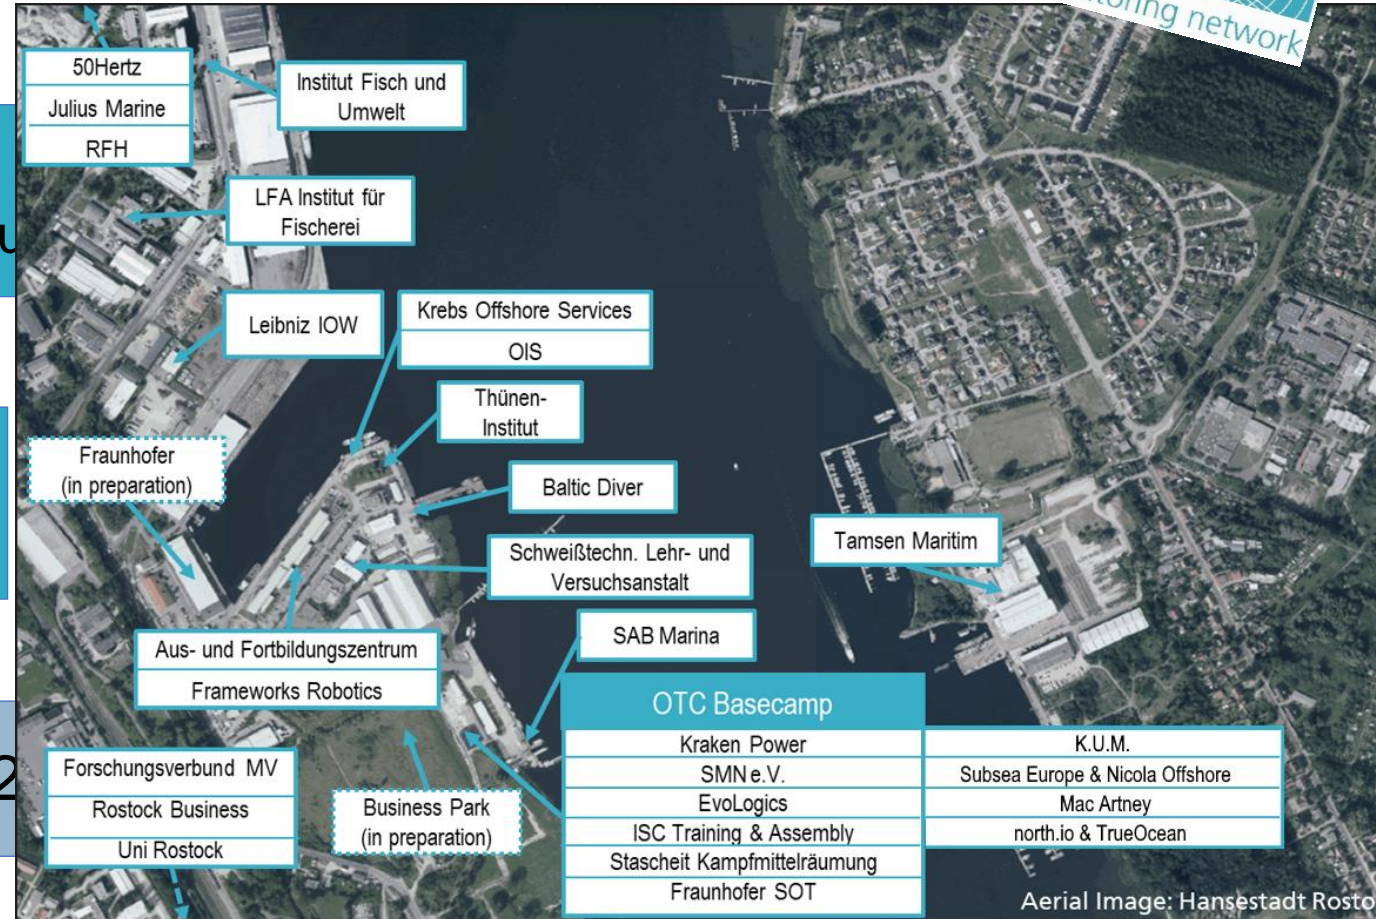 network
50Hertz
Julius Marine
RFH
Institut Fisch und
Umwelt
LFA Institut für
Fischerei
Leibniz IOW
Krebs Offshore Services
OIS
Thünen-
Institut
Fraunhofer
(in preparation)
Baltic Diver
Schweißtechn. Lehr- und
Versuchsanstalt
Tamsen Maritim
SAB Marina
Aus- und Fortbildungszentrum
Frameworks Robotics
OTC Basecamp
Kraken Power
SMN e.V.
EvoLogics
ISC Training & Assembly
Stascheit Kampfmittelräumung
Fraunhofer SOT
K.U.M.
Subsea Europe & Nicola Offshore
Mac Artney
north.io & TrueOcean
Forschungsverbund MV
Rostock Business
Uni Rostock
Business Park
(in preparation)
Aerial Image: Hansestadt Rosto